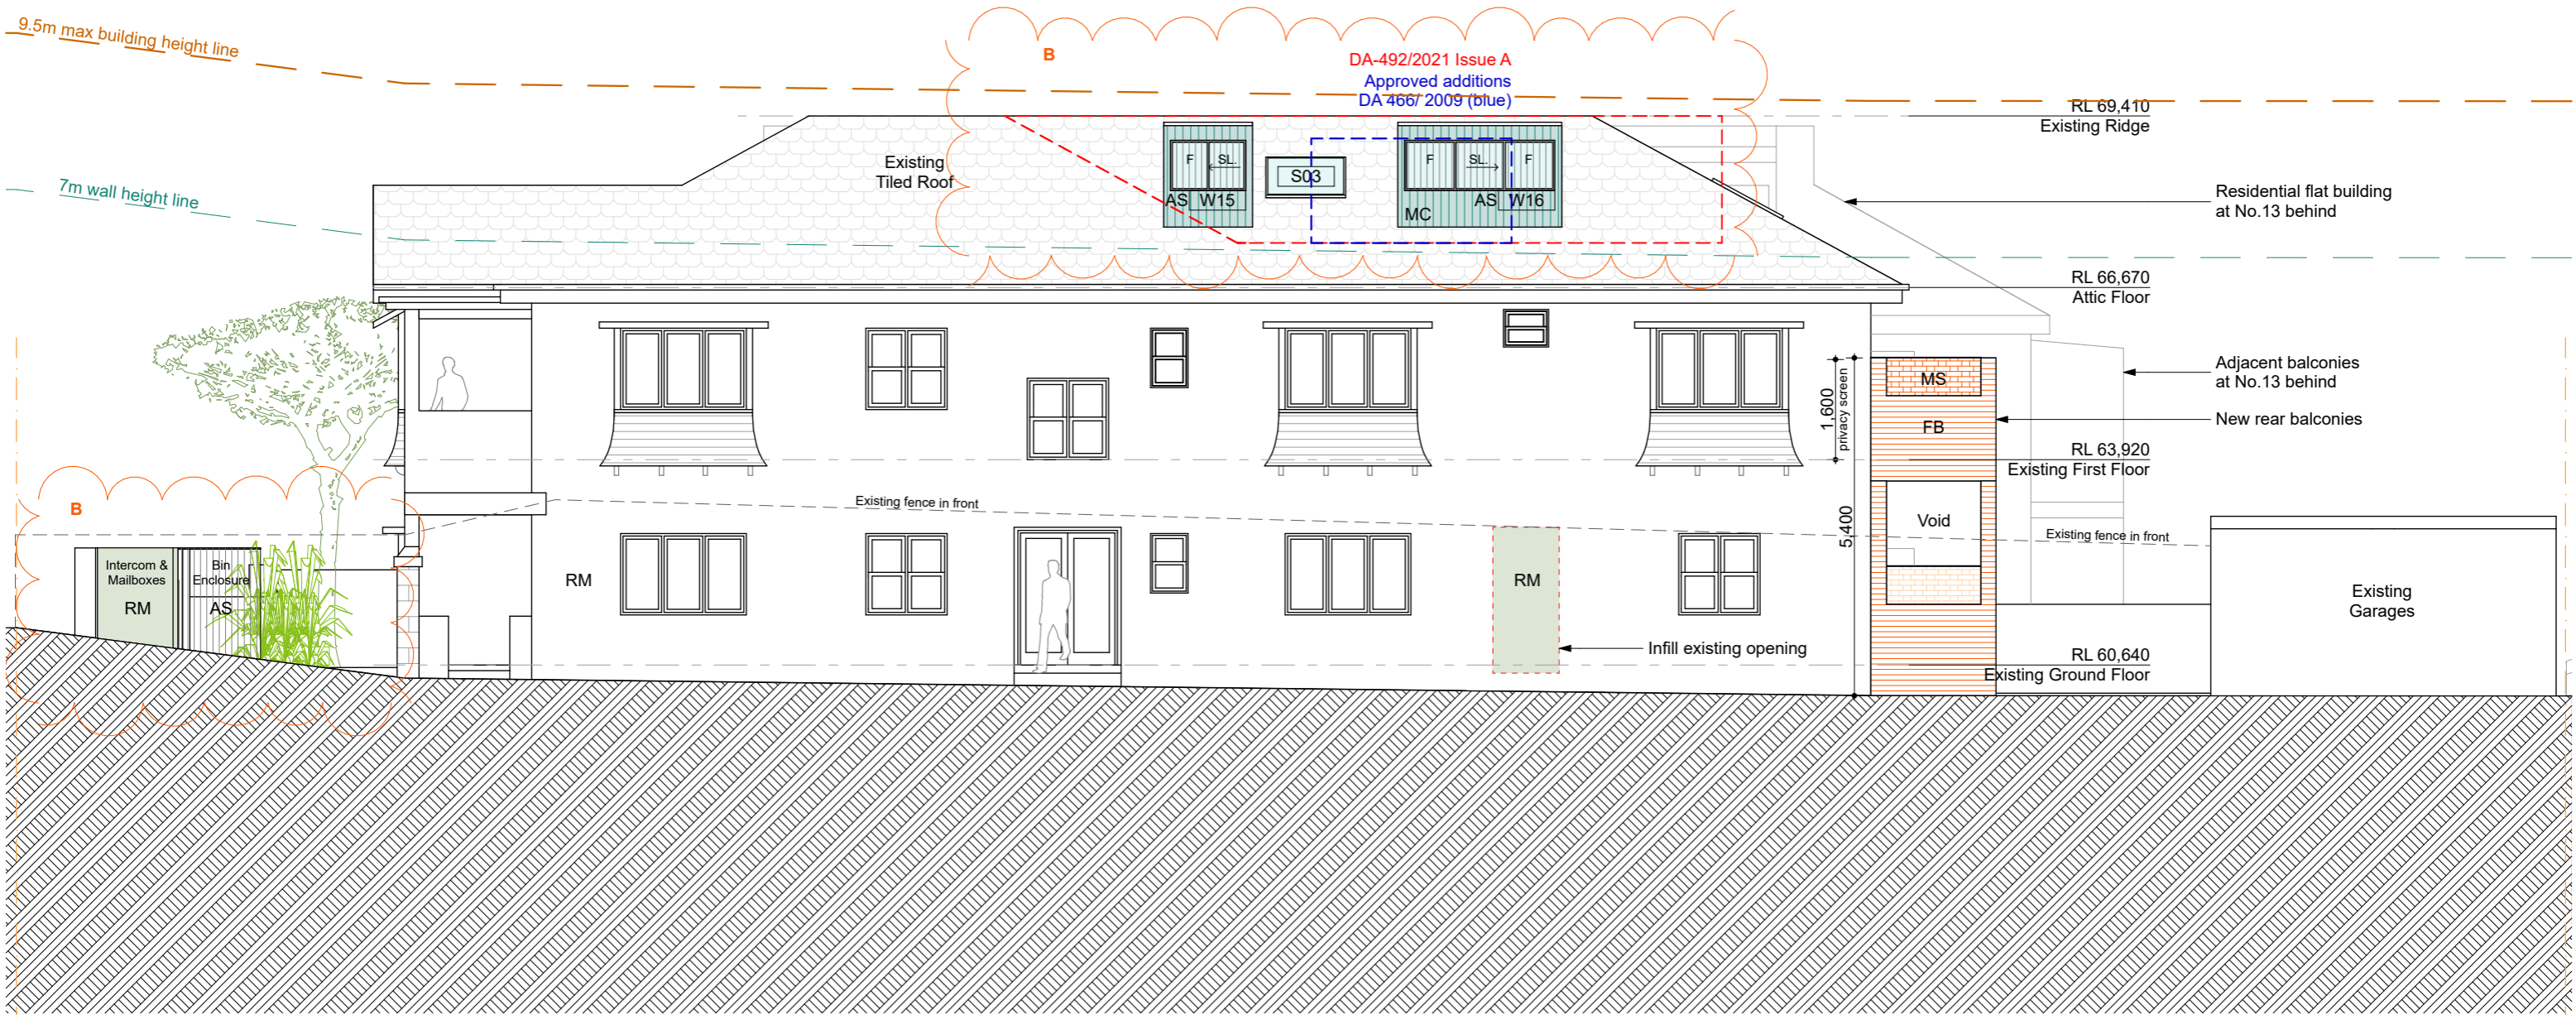 9.5m max building height line
B
DA-492/2021 Issue A
Approved additions
DA 466/ 2009 (blue)
RL 69,410
Existing Ridge
Existing
Tiled Roof
F
SL.
AS
W15
S03
F
SL.
F
AS
W16
MC
7m wall height line
Residential flat building
at No.13 behind
RL 66,670
Attic Floor
Adjacent balconies
at No.13 behind
1,600
privacy screen
MS
FB
New rear balconies
RL 63,920
Existing First Floor
B
Existing fence in front
5,400
Void
Existing fence in front
Intercom &
Mailboxes
RM
Bin
Enclosure
AS
RM
RM
Infill existing opening
Existing
Garages
RL 60,640
Existing Ground Floor